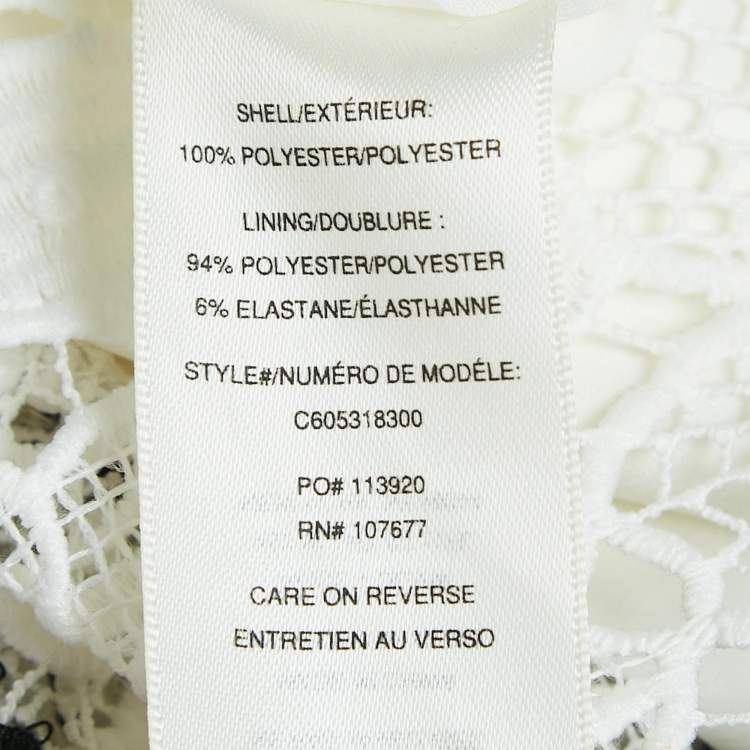 SHELL/EXTÉRIEUR:
100% POLYESTER/POLYESTER
LINING/DOUBLURE :
94% POLYESTER/POLYESTER
6% ELASTANE/ÉLASTHANNE
STYLE#/NUMÉRO DE MODÉLE:
C605318300
PO# 113920
RN# 107677
CARE ON REVERSE
ENTRETIEN AU VERSO